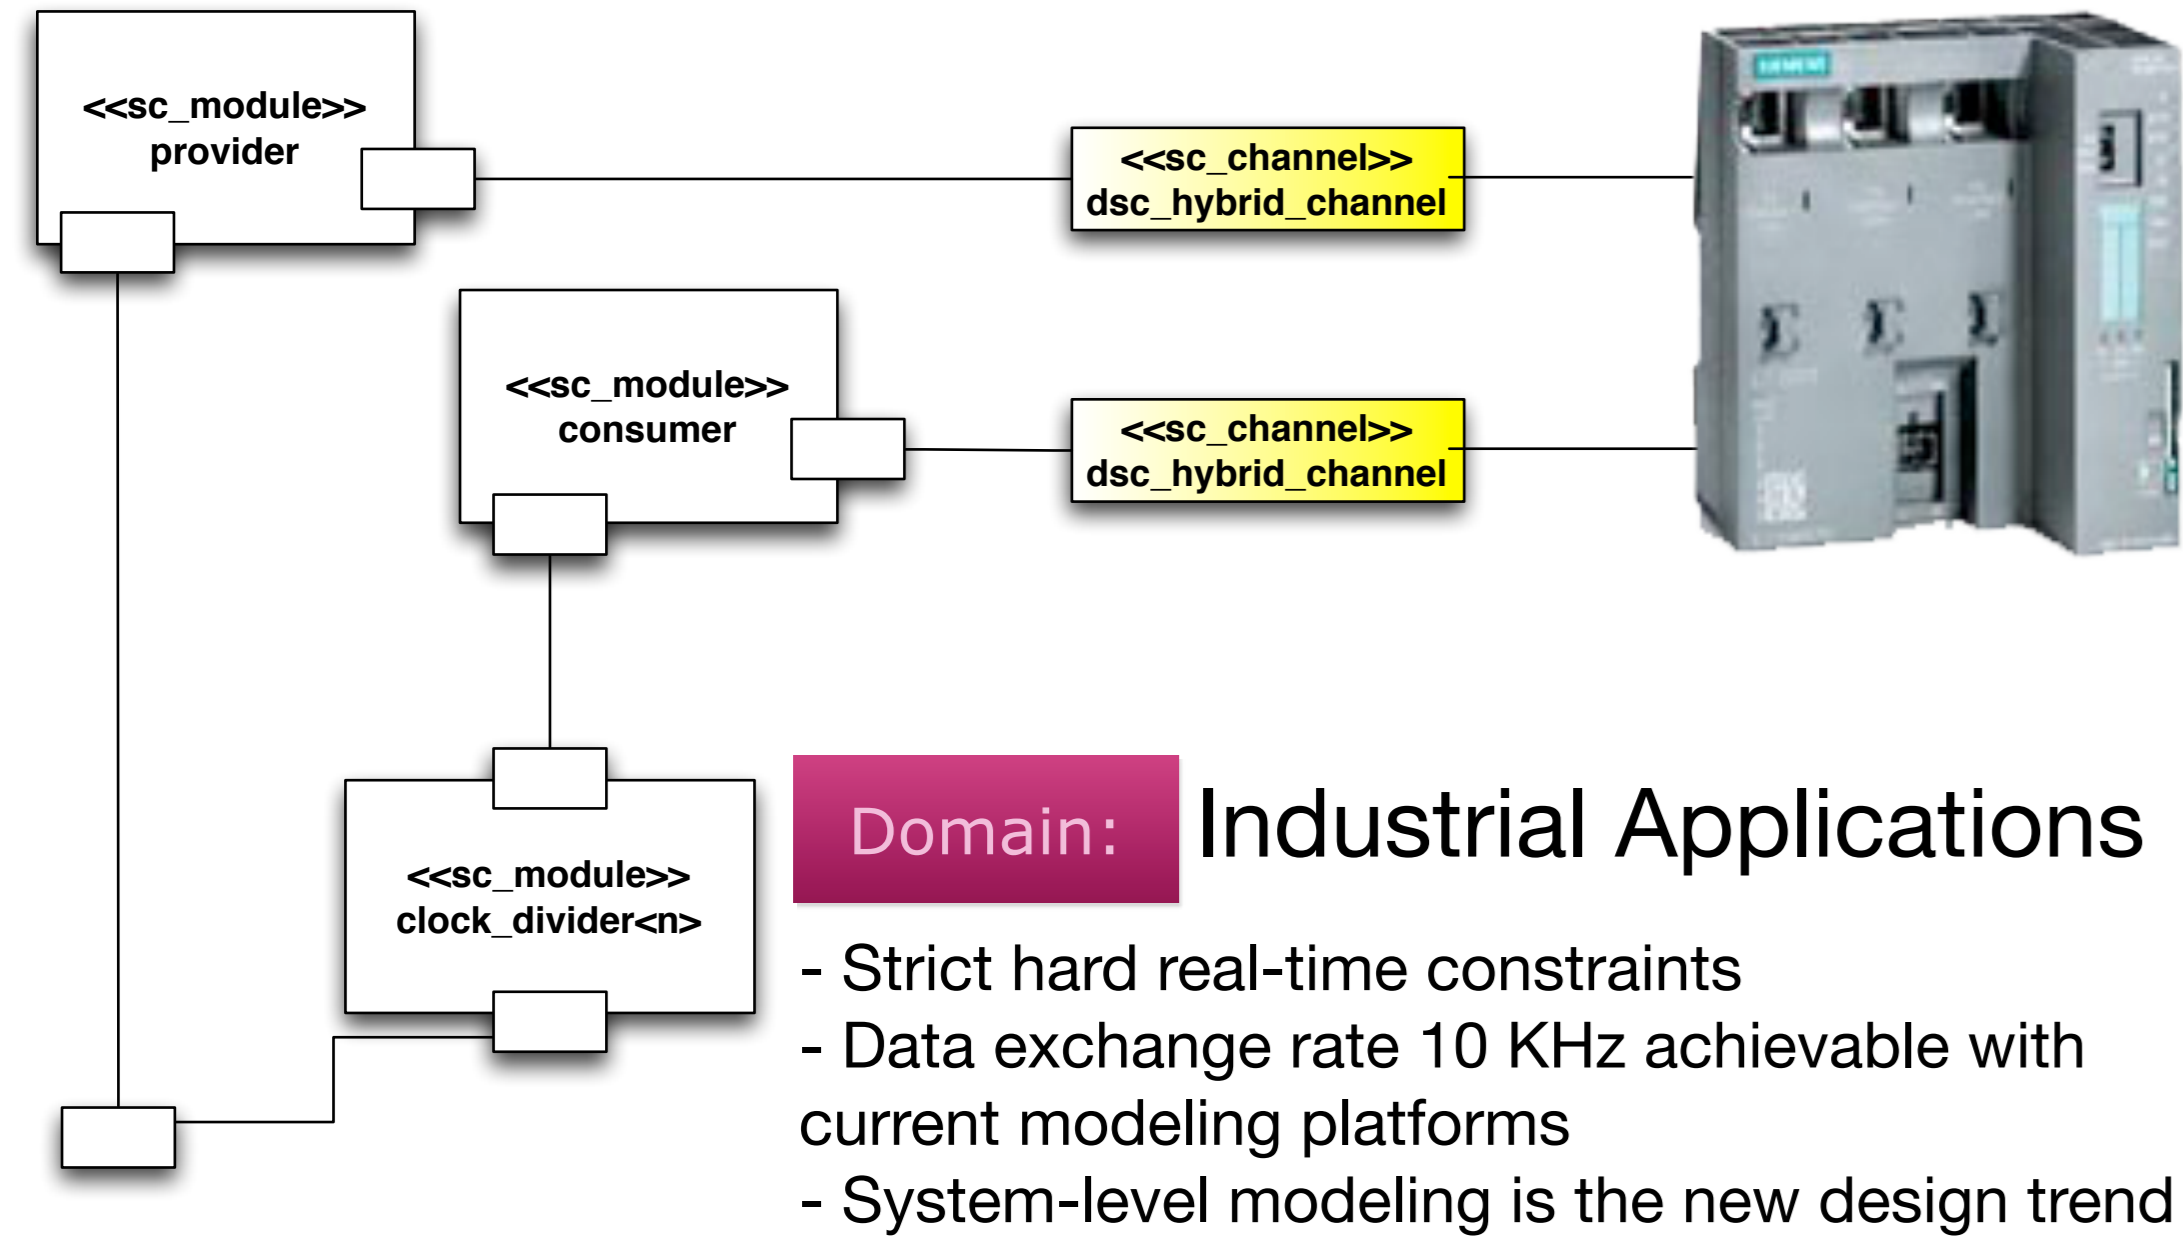 <<sc_module>>
provider
<<sc_channel>>
dsc_hybrid_channel
<<sc_module>>
consumer
<<sc_channel>>
dsc_hybrid_channel
<<sc_module>>
clock_divider<n>
Domain: Industrial Applications
- Strict hard real-time constraints
- Data exchange rate 10 KHz achievable with
current modeling platforms
- System-level modeling is the new design trend
SIEMENS